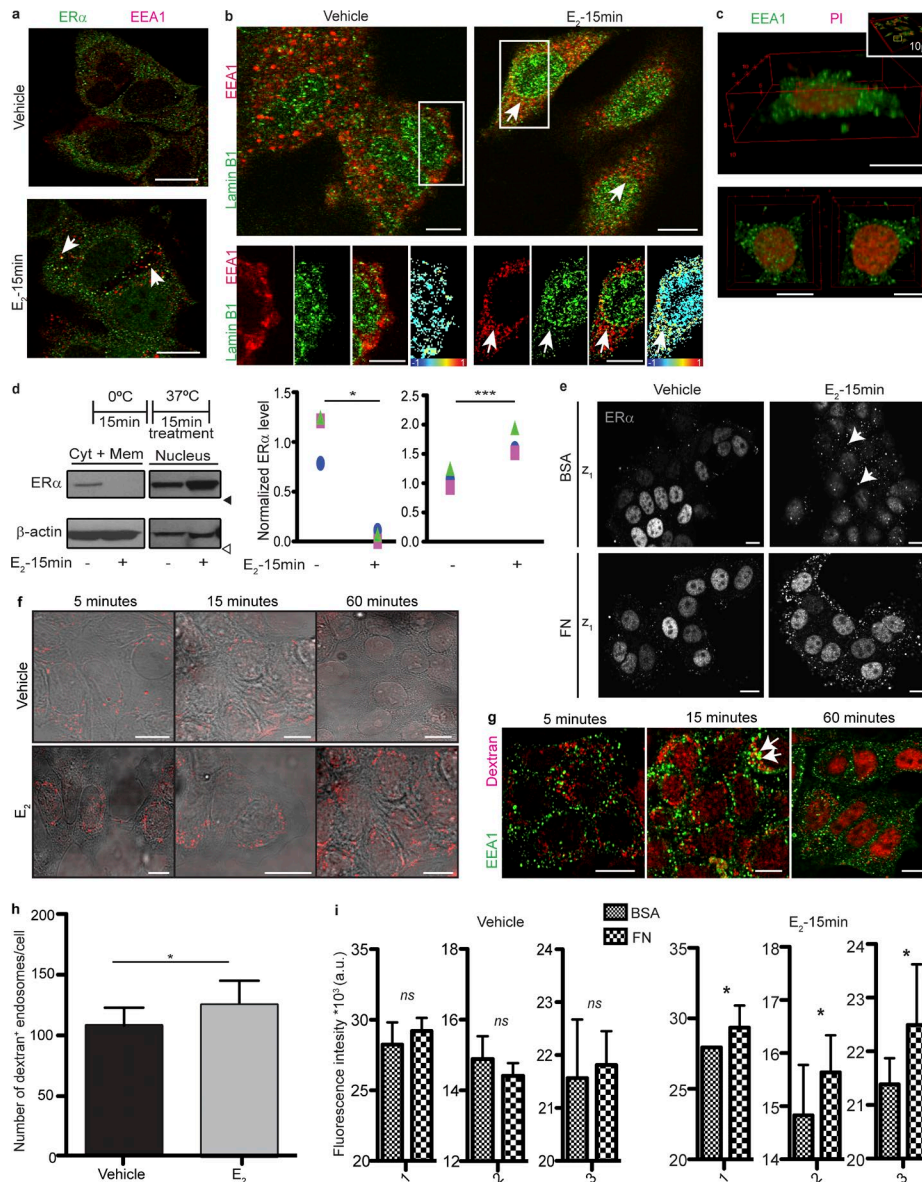 a
ERα EEA1
Vehicle
E₂-15min
b
Vehicle
E₂-15min
Lamin B1 EEA1
Lamin B1 EEA1
-1 1
-1 1
c
EEA1 PI
10
d
0ºC 37ºC
15min 15min
treatment
Cyt + Mem Nucleus
ERα
β-actin
E₂-15min - + - +
Normalized ERα level
1.5
1.0
0.5
0.0
*
- +
2.5
2.0
1.5
1.0
0.5
0.0
***
- +
e
Vehicle E₂-15min
ERα
BSA z₁
FN z₁
f
5 minutes 15 minutes 60 minutes
Vehicle
E₂
g
5 minutes 15 minutes 60 minutes
EEA1 Dextran
h
Number of dextran⁺ endosomes/cell
200
150
100
50
0
*
Vehicle E₂
i
Vehicle
BSA
FN
E₂-15min
Fluorescence intesity *10³ (a.u.)
35
30
25
20
ns
1
18
16
14
12
ns
2
24
23
22
21
20
ns
3
35
30
25
20
*
1
18
17
16
15
14
*
2
24
23
22
21
20
*
3